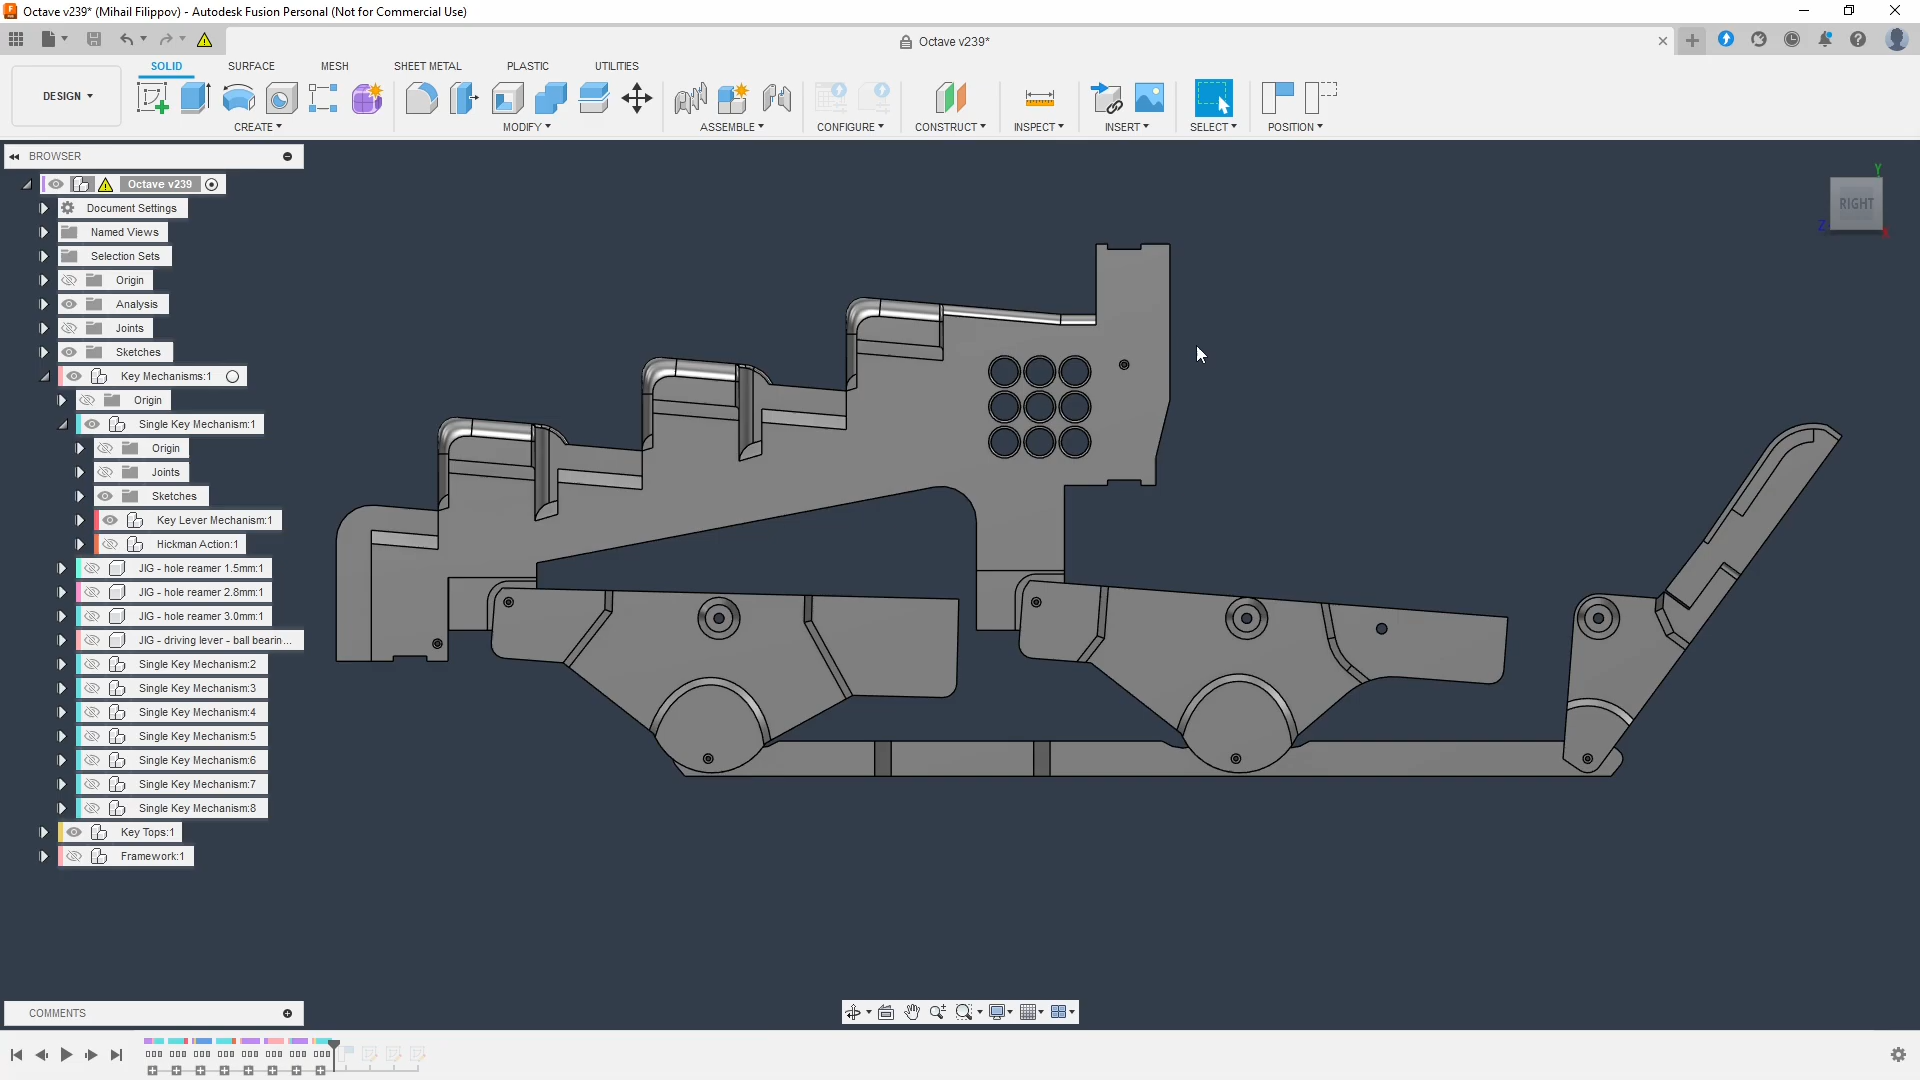 Octave v239* (Mihail Filippov) - Autodesk Fusion Personal (Not for Commercial Use)
Octave v239*
SOLID SURFACE MESH SHEET METAL PLASTIC UTILITIES
DESIGN
CREATE MODIFY ASSEMBLE CONFIGURE CONSTRUCT INSPECT INSERT SELECT POSITION
BROWSER
Octave v239
Document Settings
Named Views
Selection Sets
Origin
Analysis
Joints
Sketches
Key Mechanisms:1
Origin
Single Key Mechanism:1
Origin
Joints
Sketches
Key Lever Mechanism:1
Hickman Action:1
JIG - hole reamer 1.5mm:1
JIG - hole reamer 2.8mm:1
JIG - hole reamer 3.0mm:1
JIG - driving lever - ball bearin...
Single Key Mechanism:2
Single Key Mechanism:3
Single Key Mechanism:4
Single Key Mechanism:5
Single Key Mechanism:6
Single Key Mechanism:7
Single Key Mechanism:8
Key Tops:1
Framework:1
Y
RIGHT
Z
X
COMMENTS